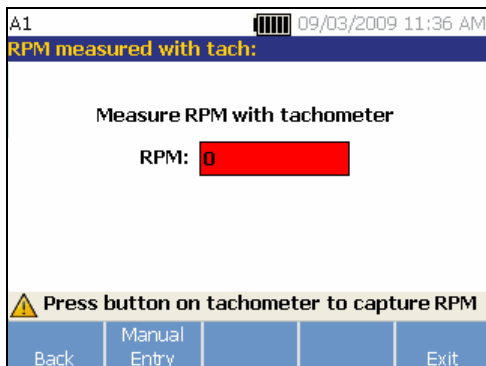 A1 09/03/2009 11:36 AM
RPM measured with tach:
Measure RPM with tachometer
RPM: 0
Press button on tachometer to capture RPM
Back Manual Entry Exit